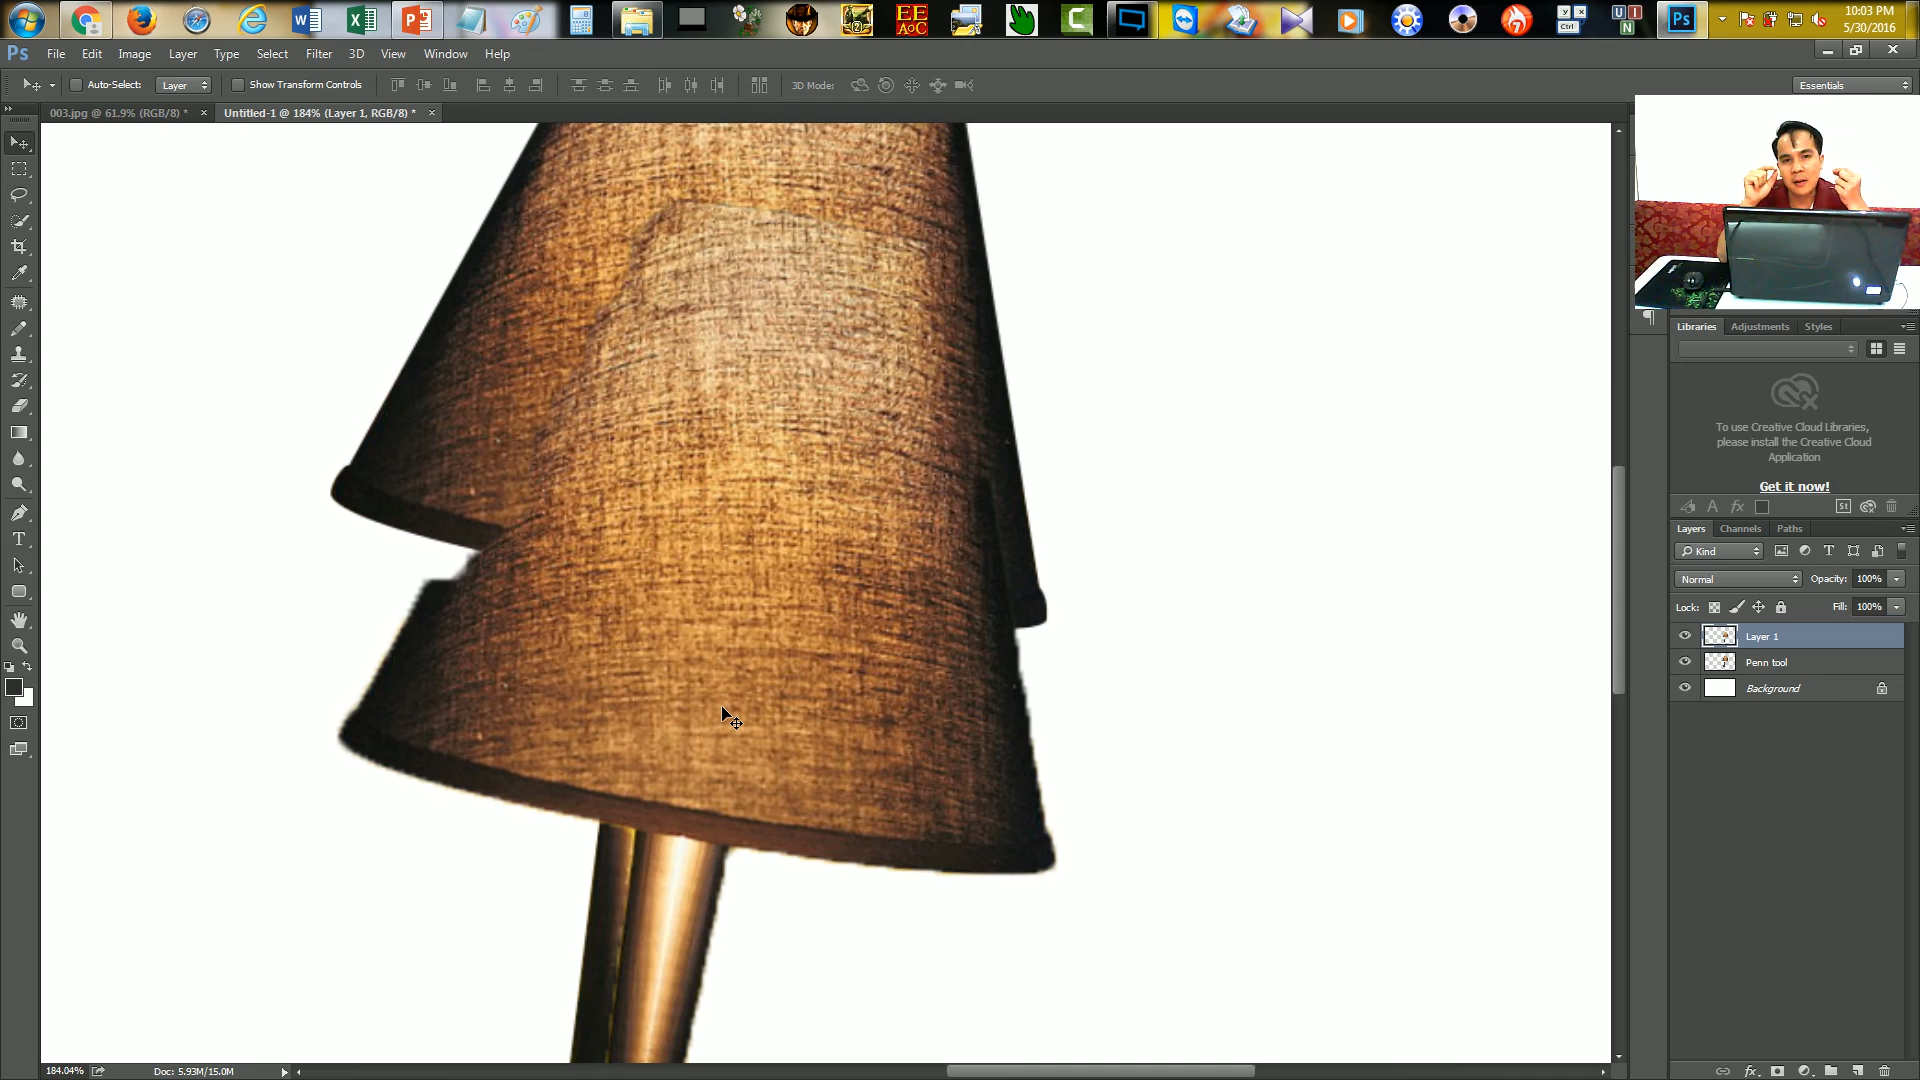 10:03 PM
5/30/2016
Ps File Edit Image Layer Type Select Filter 3D View Window Help
Auto-Select: Layer Show Transform Controls 3D Mode: Essentials
003.jpg @ 61.9% (RGB/8) * × Untitled-1 @ 184% (Layer 1, RGB/8) * ×
Libraries Adjustments Styles
To use Creative Cloud Libraries,
please install the Creative Cloud
Application
Get it now!
Layers Channels Paths
Kind
Normal Opacity: 100%
Lock: Fill: 100%
Layer 1
Penn tool
Background
184.04% Doc: 5.93M/15.0M